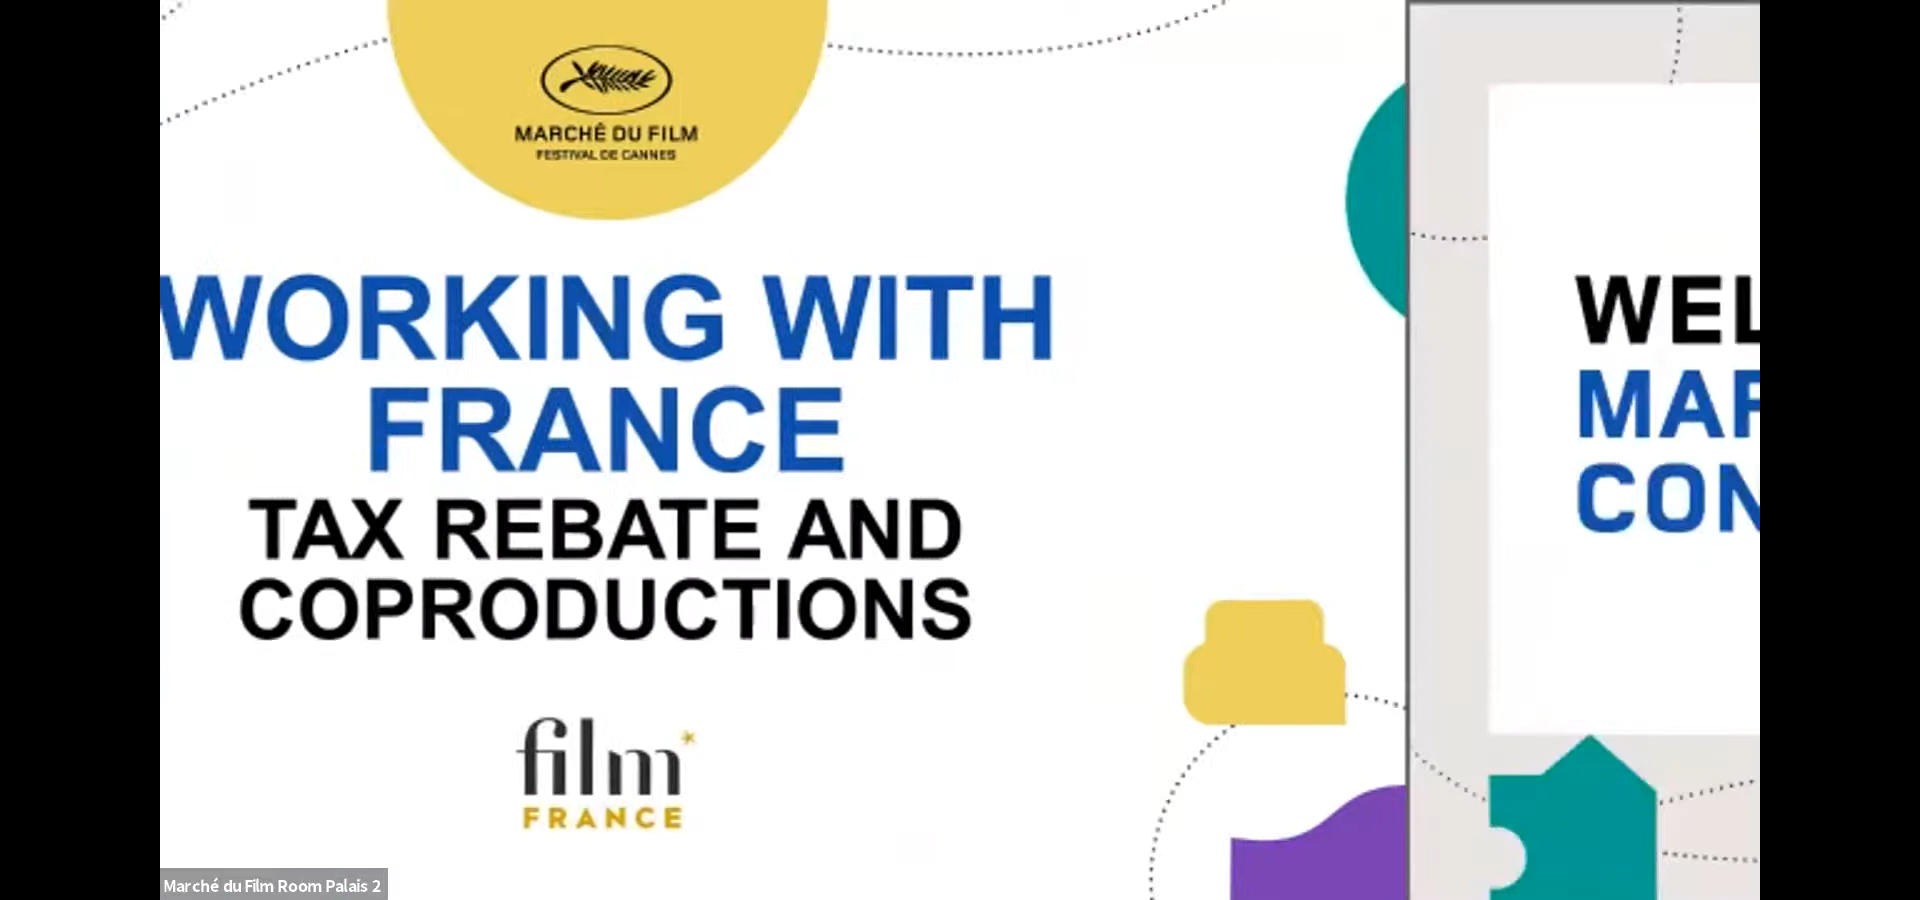 MARCHÉ DU FILM
FESTIVAL DE CANNES
WORKING WITH
FRANCE
TAX REBATE AND
COPRODUCTIONS
film*
FRANCE
WEL
MAR
CON
Marché du Film Room Palais 2